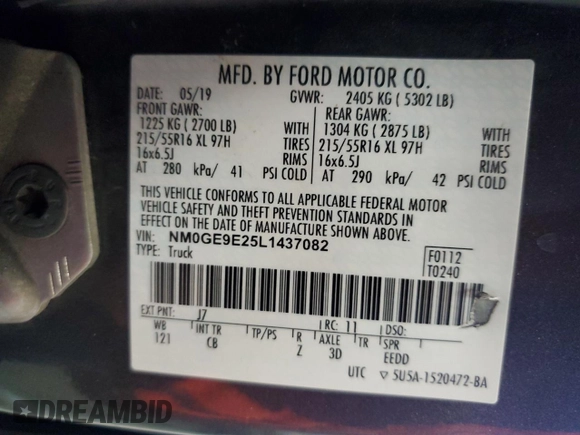 MFD. BY FORD MOTOR CO.
DATE: 05/19 GVWR: 2405 KG ( 5302 LB)
FRONT GAWR: REAR GAWR:
1225 KG ( 2700 LB) WITH 1304 KG ( 2875 LB) WITH
215/55R16 XL 97H TIRES 215/55R16 XL 97H TIRES
16x6.5J RIMS 16x6.5J RIMS
AT 280 kPa/ 41 PSI COLD AT 290 kPa/ 42 PSI COLD
THIS VEHICLE CONFORMS TO ALL APPLICABLE FEDERAL MOTOR
VEHICLE SAFETY AND THEFT PREVENTION STANDARDS IN
EFFECT ON THE DATE OF MANUFACTURE SHOWN ABOVE.
VIN: NM0GE9E25L1437082
TYPE: Truck
F0112
T0240
EXT PNT: J7 RC: 11 DSO:
WB INT TR TP/PS R AXLE TR SPR
121 CB Z 3D EEDD
UTC ▽ 5U5A-1520472-BA
DREAMBID